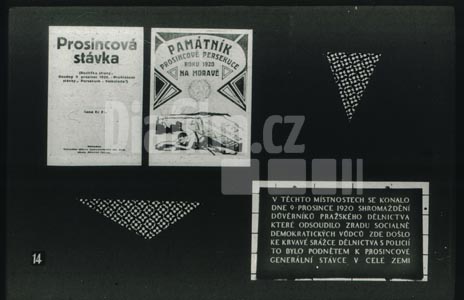 Prosincová
stávka
PAMÁTNÍK
PROSINCOVÉ PERSEKUCE
ROKU 1920
NA MORAVĚ
Diafilm.cz
V TĚCHTO MÍSTNOSTECH SE KONALO
DNE 9·PROSINCE 1920 SHROMÁŽDĚNÍ
DŮVĚRNÍKŮ PRAŽSKÉHO DĚLNICTVA
KTERÉ ODSOUDILO ZRADU SOCIÁLNĚ
DEMOKRATICKÝCH VŮDCŮ ZDE DOŠLO
KE KRVAVÉ SRÁŽCE DĚLNICTVA S POLICIÍ
TO BYLO PODNĚTEM K PROSINCOVÉ
GENERÁLNÍ STÁVCE V CELÉ ZEMI
14